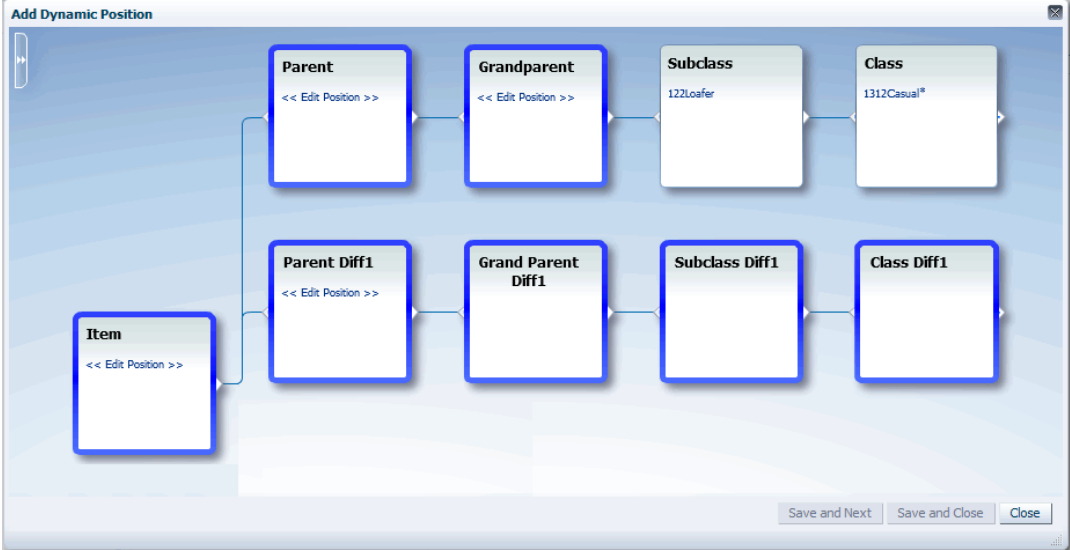 Add Dynamic Position
Parent
<< Edit Position >>
Grandparent
<< Edit Position >>
Subclass
122Loafer
Class
1312Casual*
Parent Diff1
<< Edit Position >>
Grand Parent
Diff1
Subclass Diff1
Class Diff1
Item
<< Edit Position >>
Save and Next
Save and Close
Close